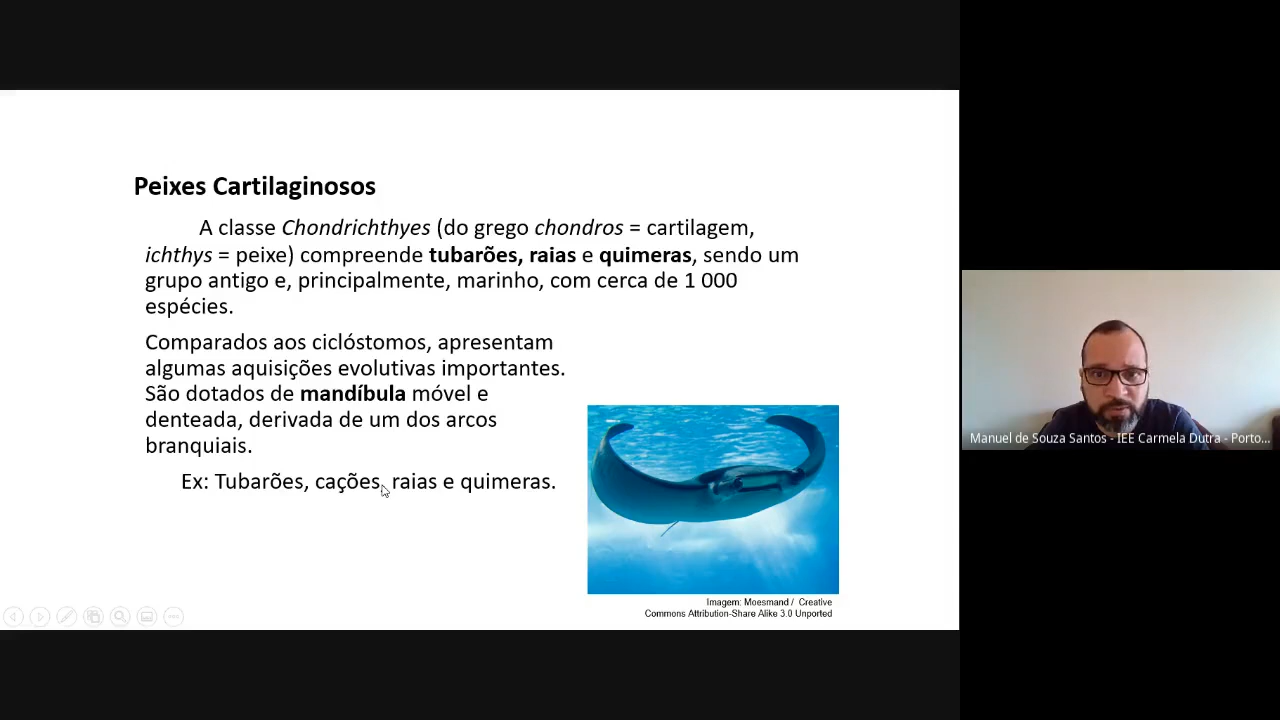 Peixes Cartilaginosos
A classe Chondrichthyes (do grego chondros = cartilagem,
ichthys = peixe) compreende tubarões, raias e quimeras, sendo um
grupo antigo e, principalmente, marinho, com cerca de 1 000
espécies.
Comparados aos ciclóstomos, apresentam
algumas aquisições evolutivas importantes.
São dotados de mandíbula móvel e
denteada, derivada de um dos arcos
branquiais.
Ex: Tubarões, cações, raias e quimeras.
Imagem: Moesmand / Creative
Commons Attribution-Share Alike 3.0 Unported
Manuel de Souza Santos - IEE Carmela Dutra - Porto...